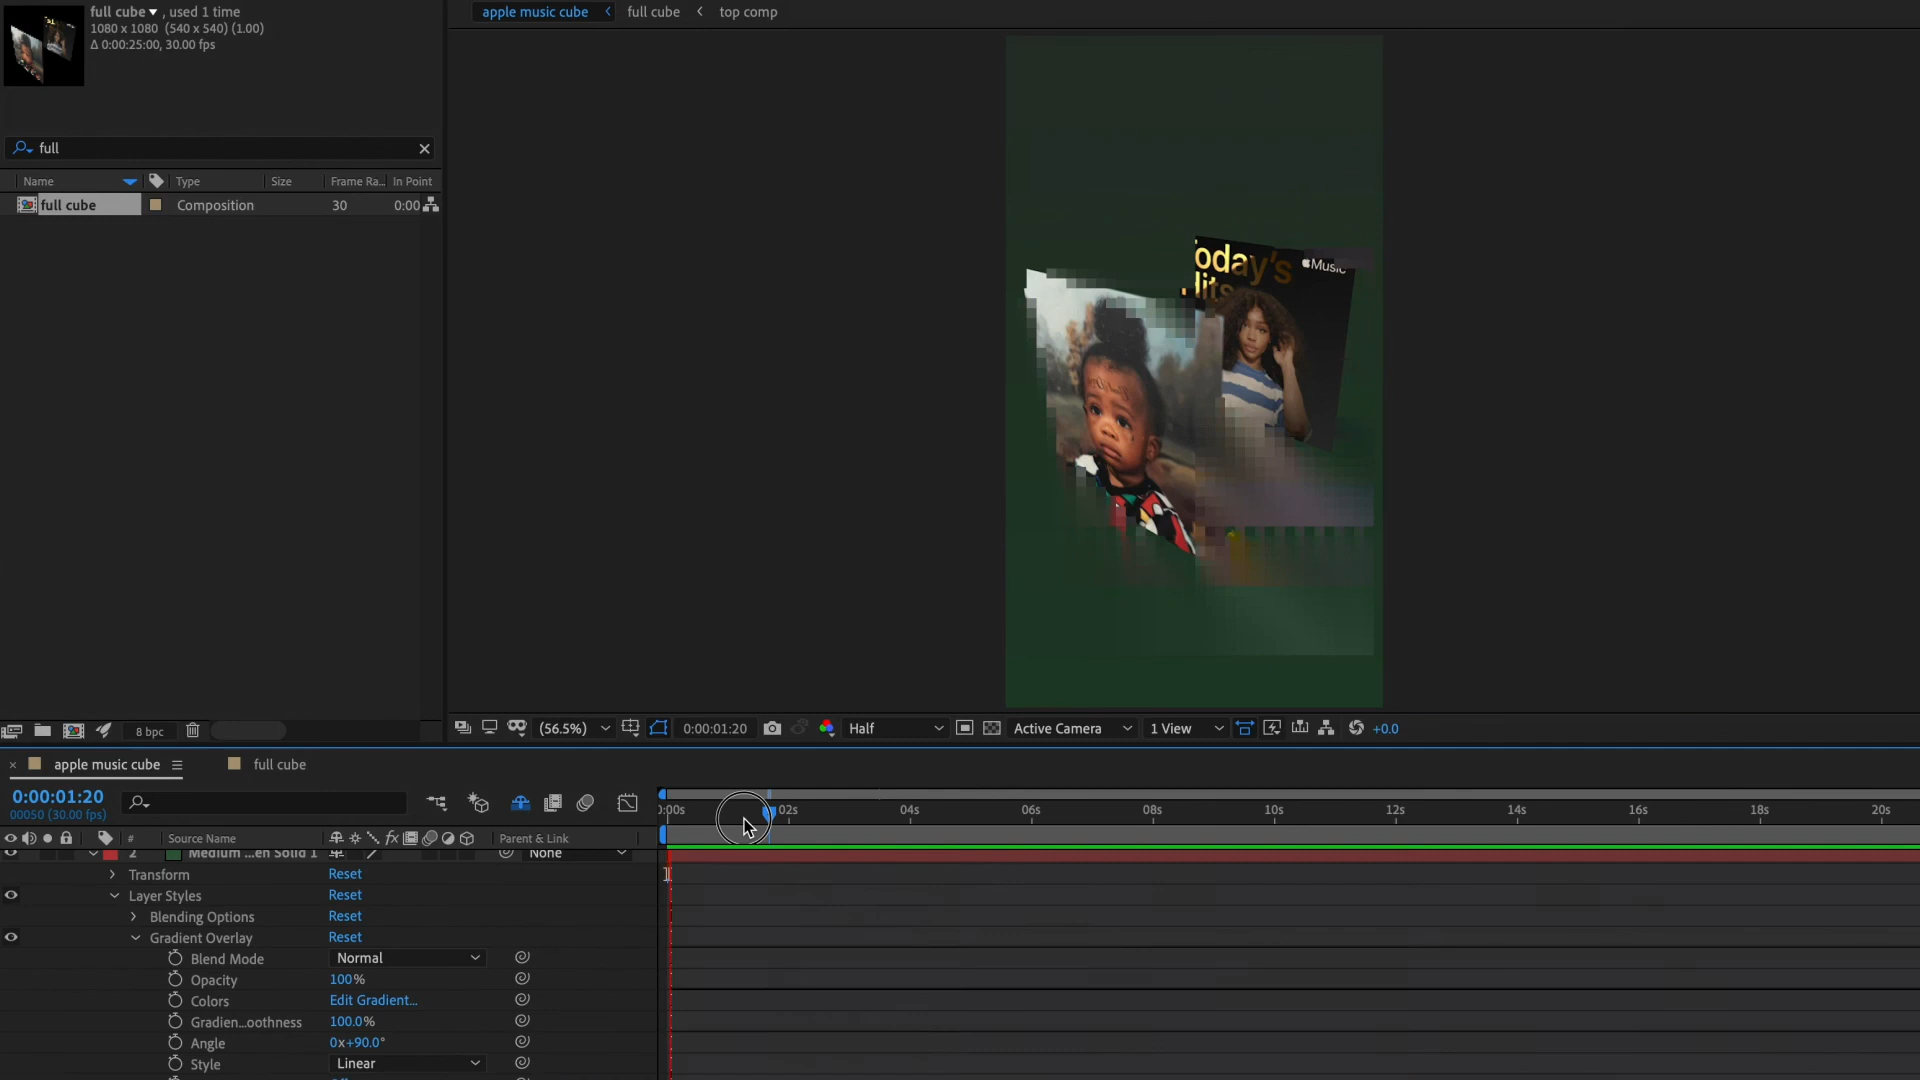 full cube▾ , used 1 time
1080 x 1080 (540 x 540) (1.00)
Δ 0:00:25:00, 30.00 fps
full
Name Type Size Frame Ra... In Point
full cube Composition 30 0:00
8 bpc
apple music cube full cube top comp
oday's
Music
(56.5%) 0:00:01:20 Half Active Camera 1 View +0.0
apple music cube full cube
0:00:01:20
00050 (30.00 fps)
):00s 02s 04s 06s 08s 10s 12s 14s 16s 18s 20s
# Source Name fx Parent & Link
2 Medium ...en Solid 1 None
Transform Reset
Layer Styles Reset
Blending Options Reset
Gradient Overlay Reset
Blend Mode Normal
Opacity 100%
Colors Edit Gradient...
Gradien...oothness 100.0%
Angle 0x+90.0°
Style Linear